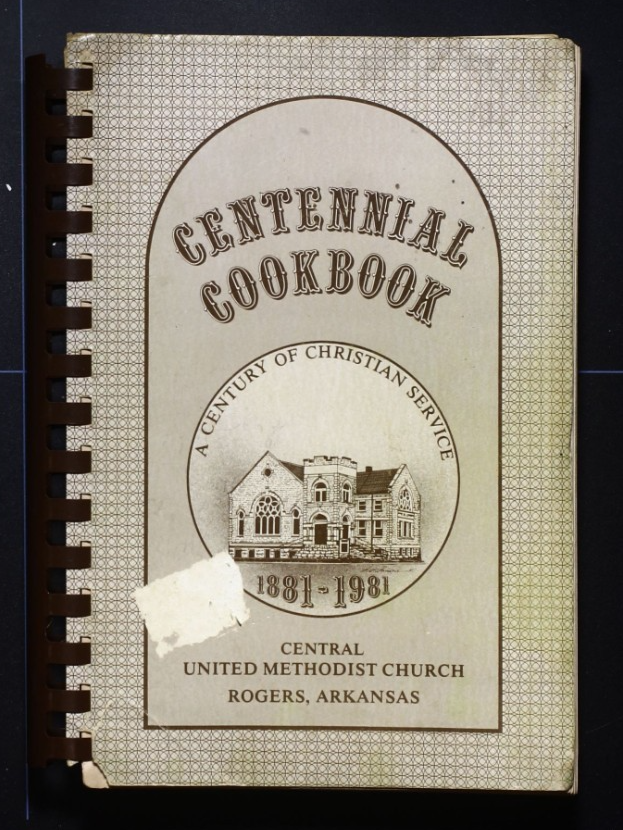 CENTENNIAL
COOKBOOK
A CENTURY OF CHRISTIAN SERVICE
1881-1981
CENTRAL
UNITED METHODIST CHURCH
ROGERS, ARKANSAS